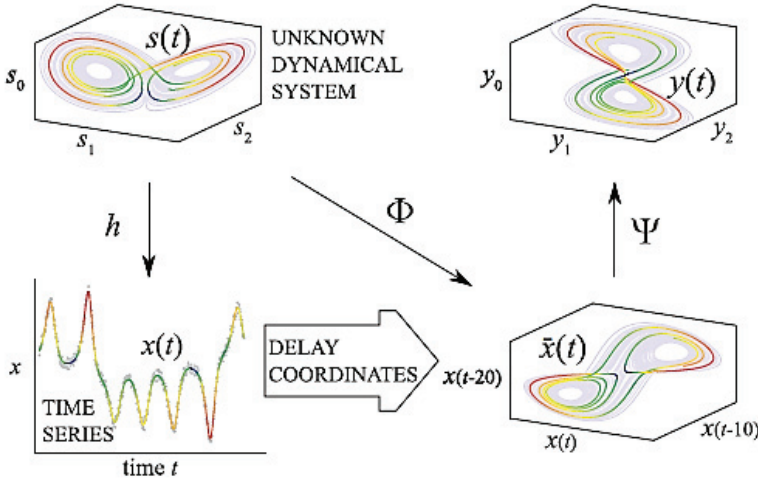 s(t)
UNKNOWN
DYNAMICAL
SYSTEM
s₀
s₁
s₂
y(t)
y₀
y₁
y₂
h
Φ
Ψ
x(t)
x
TIME
SERIES
time t
DELAY
COORDINATES
x̄(t)
x(t-20)
x(t)
x(t-10)